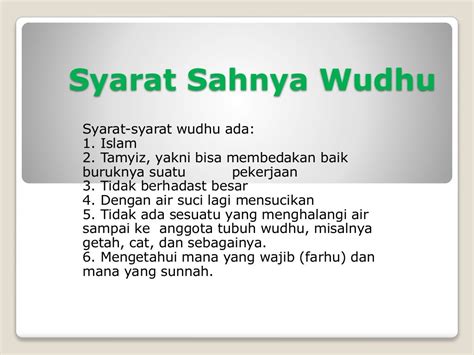 Syarat Sahnya Wudhu
Syarat-syarat wudhu ada:
1. Islam
2. Tamyiz, yakni bisa membedakan baik
buruknya suatu pekerjaan
3. Tidak berhadast besar
4. Dengan air suci lagi mensucikan
5. Tidak ada sesuatu yang menghalangi air
sampai ke anggota tubuh wudhu, misalnya
getah, cat, dan sebagainya.
6. Mengetahui mana yang wajib (farhu) dan
mana yang sunnah.